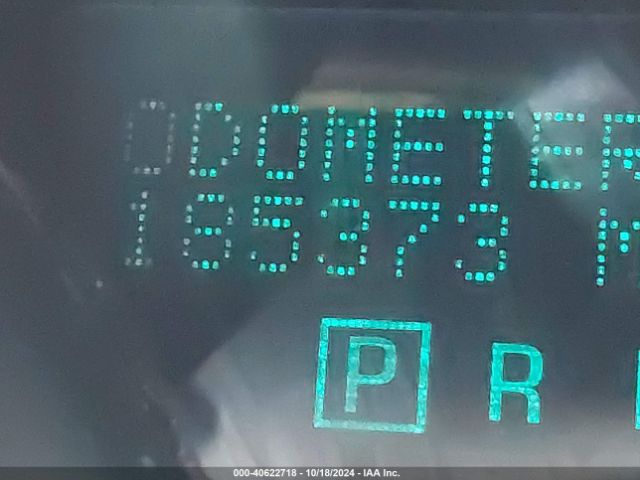 ODOMETER
185373 M
P R
000-40622718 - 10/18/2024 - IAA Inc.